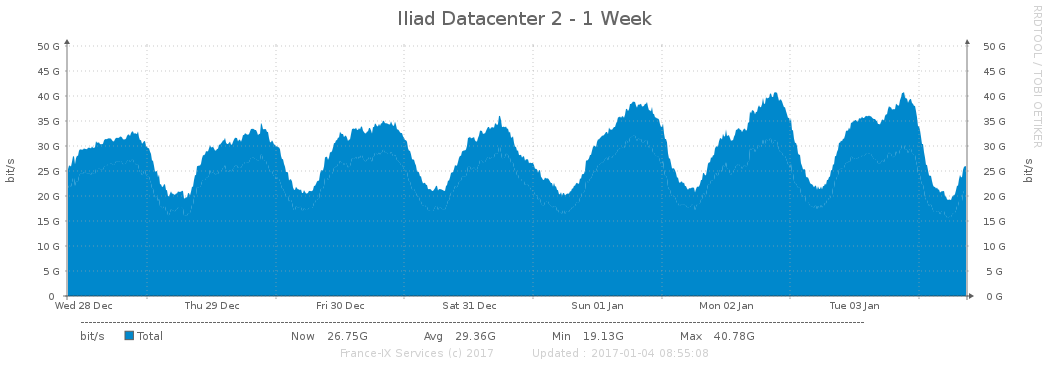 Iliad Datacenter 2 - 1 Week
RRDTOOL / TOBI OETIKER
50 G 50 G
45 G 45 G
40 G 40 G
35 G 35 G
30 G 30 G
25 G 25 G
20 G 20 G
15 G 15 G
10 G 10 G
5 G 5 G
0 0 G
bit/s
bit/s
Wed 28 Dec Thu 29 Dec Fri 30 Dec Sat 31 Dec Sun 01 Jan Mon 02 Jan Tue 03 Jan
bit/s Total Now 26.75G Avg 29.36G Min 19.13G Max 40.78G
France-IX Services (c) 2017 Updated : 2017-01-04 08:55:08